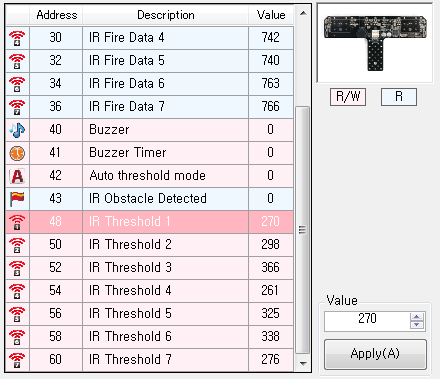 Address Description Value
30 IR Fire Data 4 742
32 IR Fire Data 5 740
34 IR Fire Data 6 763
36 IR Fire Data 7 766
40 Buzzer 0
41 Buzzer Timer 0
42 Auto threshold mode 0
43 IR Obstacle Detected 0
48 IR Threshold 1 270
50 IR Threshold 2 298
52 IR Threshold 3 366
54 IR Threshold 4 261
56 IR Threshold 5 325
58 IR Threshold 6 338
60 IR Threshold 7 276
R/W R
Value
270
Apply(A)